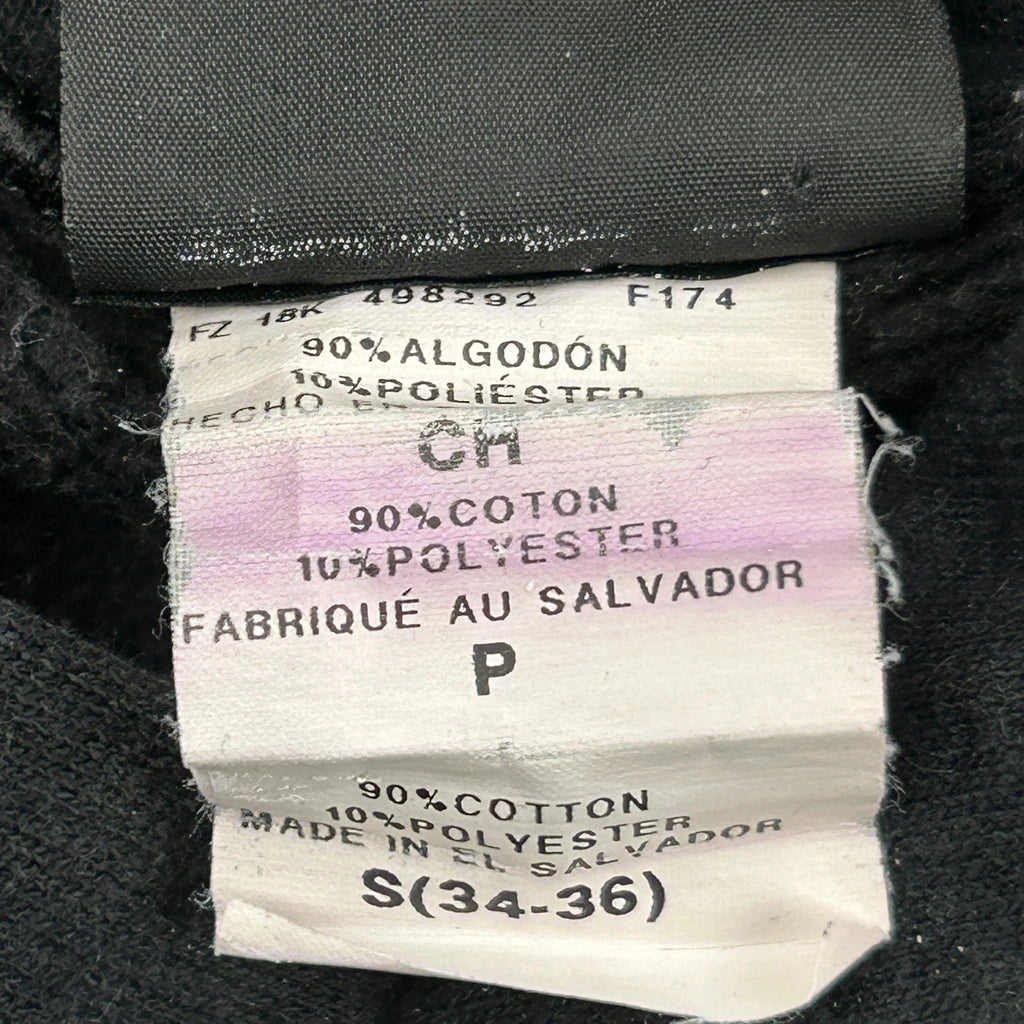 FZ 18K 498292 F174
90%ALGODÓN
10%POLIÉSTER
HECHO
CH
90%COTON
10%POLYESTER
FABRIQUÉ AU SALVADOR
P
90%COTTON
10%POLYESTER
MADE IN EL SALVADOR
S(34-36)